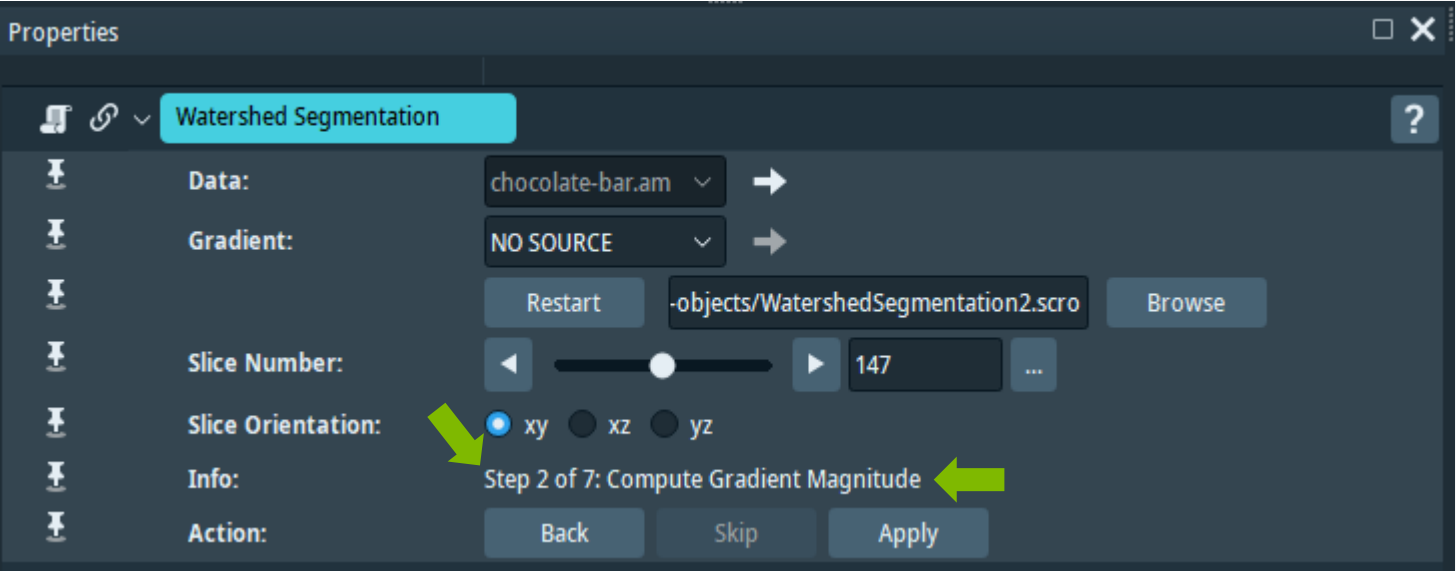 Properties
Watershed Segmentation ?
Data: chocolate-bar.am
Gradient: NO SOURCE
Restart -objects/WatershedSegmentation2.scro Browse
Slice Number: 147 ...
Slice Orientation: xy xz yz
Info: Step 2 of 7: Compute Gradient Magnitude
Action: Back Skip Apply